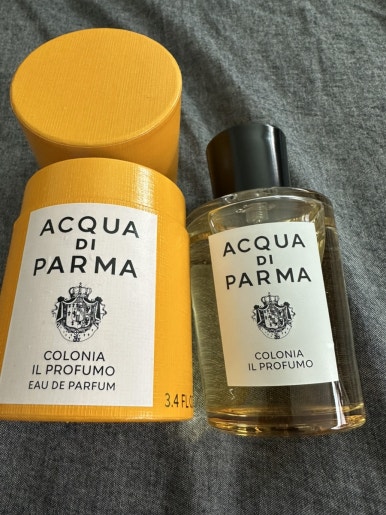 ACQUA
DI
PARMA
COLONIA
IL PROFUMO
EAU DE PARFUM
3.4 FL
ACQUA
DI
PARMA
COLONIA
IL PROFUMO